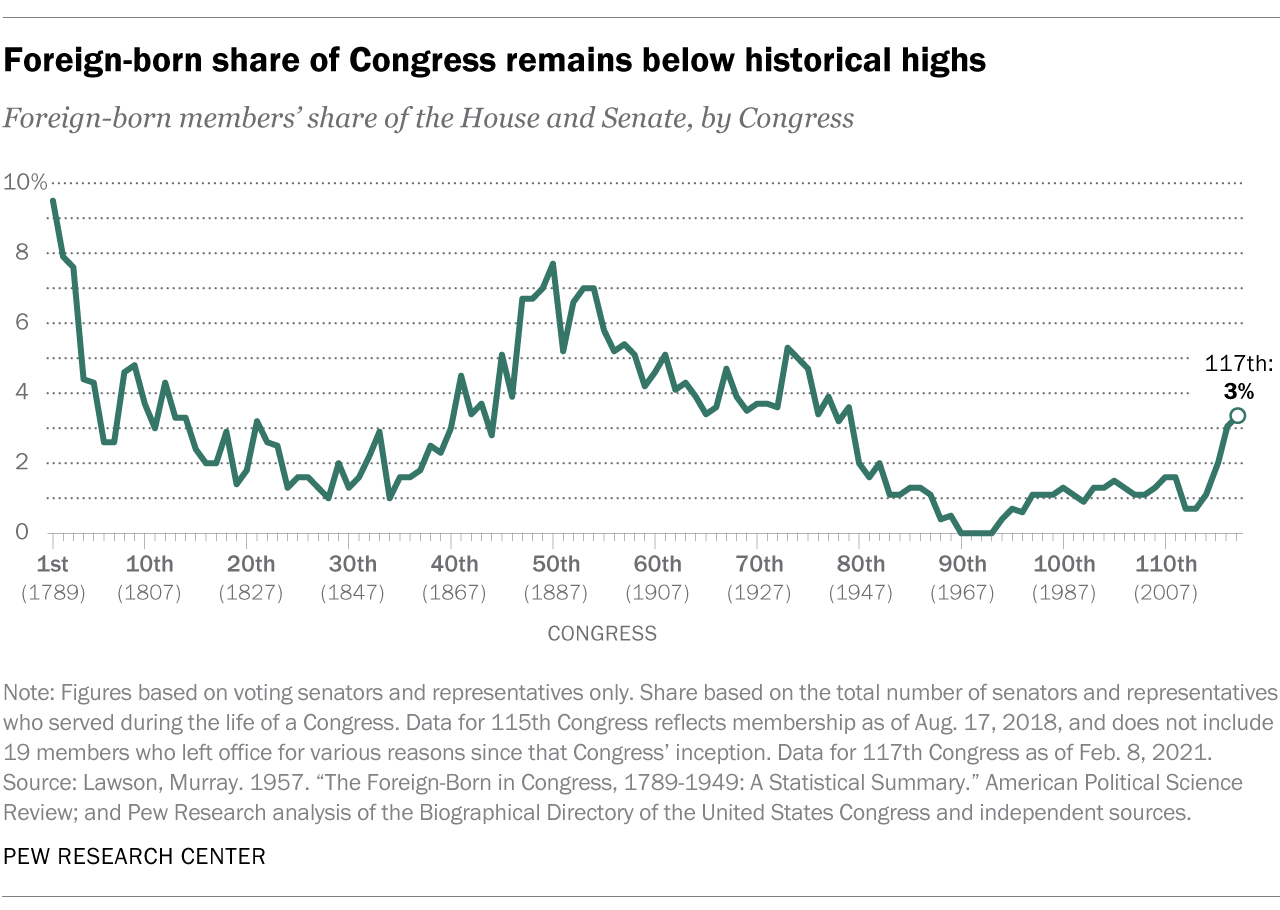 Foreign-born share of Congress remains below historical highs
Foreign-born members’ share of the House and Senate, by Congress
10%
8
6
4
2
0
117th:
3%
1st 10th 20th 30th 40th 50th 60th 70th 80th 90th 100th 110th
(1789) (1807) (1827) (1847) (1867) (1887) (1907) (1927) (1947) (1967) (1987) (2007)
CONGRESS
Note: Figures based on voting senators and representatives only. Share based on the total number of senators and representatives
who served during the life of a Congress. Data for 115th Congress reflects membership as of Aug. 17, 2018, and does not include
19 members who left office for various reasons since that Congress’ inception. Data for 117th Congress as of Feb. 8, 2021.
Source: Lawson, Murray. 1957. “The Foreign-Born in Congress, 1789-1949: A Statistical Summary.” American Political Science
Review; and Pew Research analysis of the Biographical Directory of the United States Congress and independent sources.
PEW RESEARCH CENTER